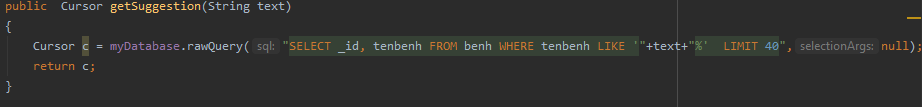 public  Cursor getSuggestion(String text)
{
    Cursor c = myDatabase.rawQuery( sql: "SELECT _id, tenbenh FROM benh WHERE tenbenh LIKE '"+text+"%'  LIMIT 40", selectionArgs: null);
    return c;
}